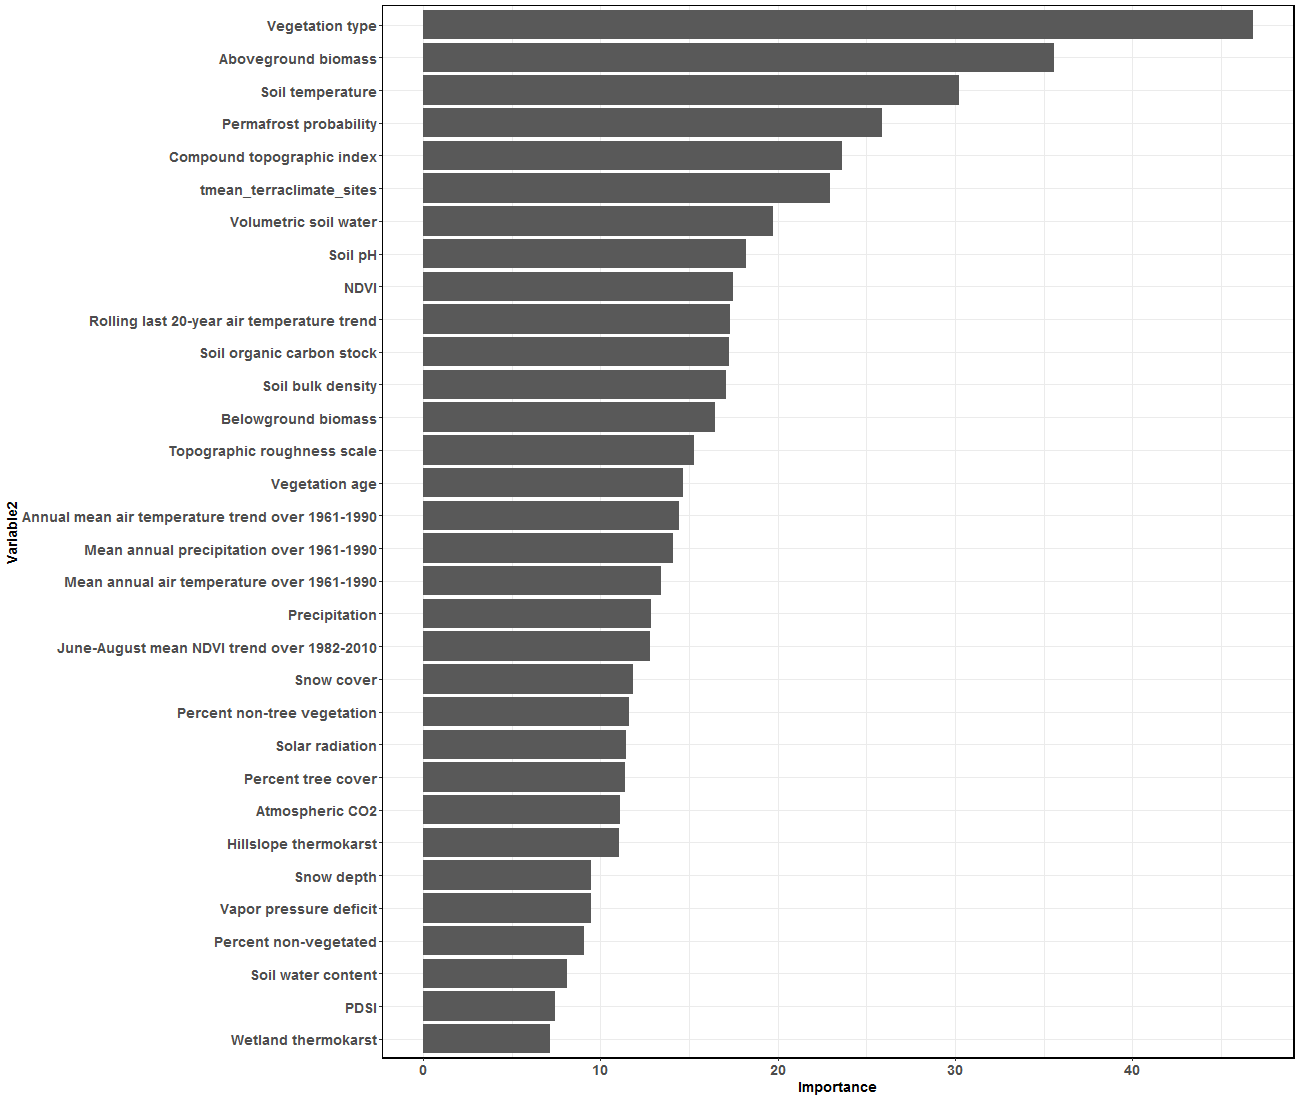 Vegetation type
Aboveground biomass
Soil temperature
Permafrost probability
Compound topographic index
tmean_terraclimate_sites
Volumetric soil water
Soil pH
NDVI
Rolling last 20-year air temperature trend
Soil organic carbon stock
Soil bulk density
Belowground biomass
Topographic roughness scale
Vegetation age
Annual mean air temperature trend over 1961-1990
Mean annual precipitation over 1961-1990
Mean annual air temperature over 1961-1990
Precipitation
June-August mean NDVI trend over 1982-2010
Snow cover
Percent non-tree vegetation
Solar radiation
Percent tree cover
Atmospheric CO2
Hillslope thermokarst
Snow depth
Vapor pressure deficit
Percent non-vegetated
Soil water content
PDSI
Wetland thermokarst
Variable2
0 10 20 30 40
Importance